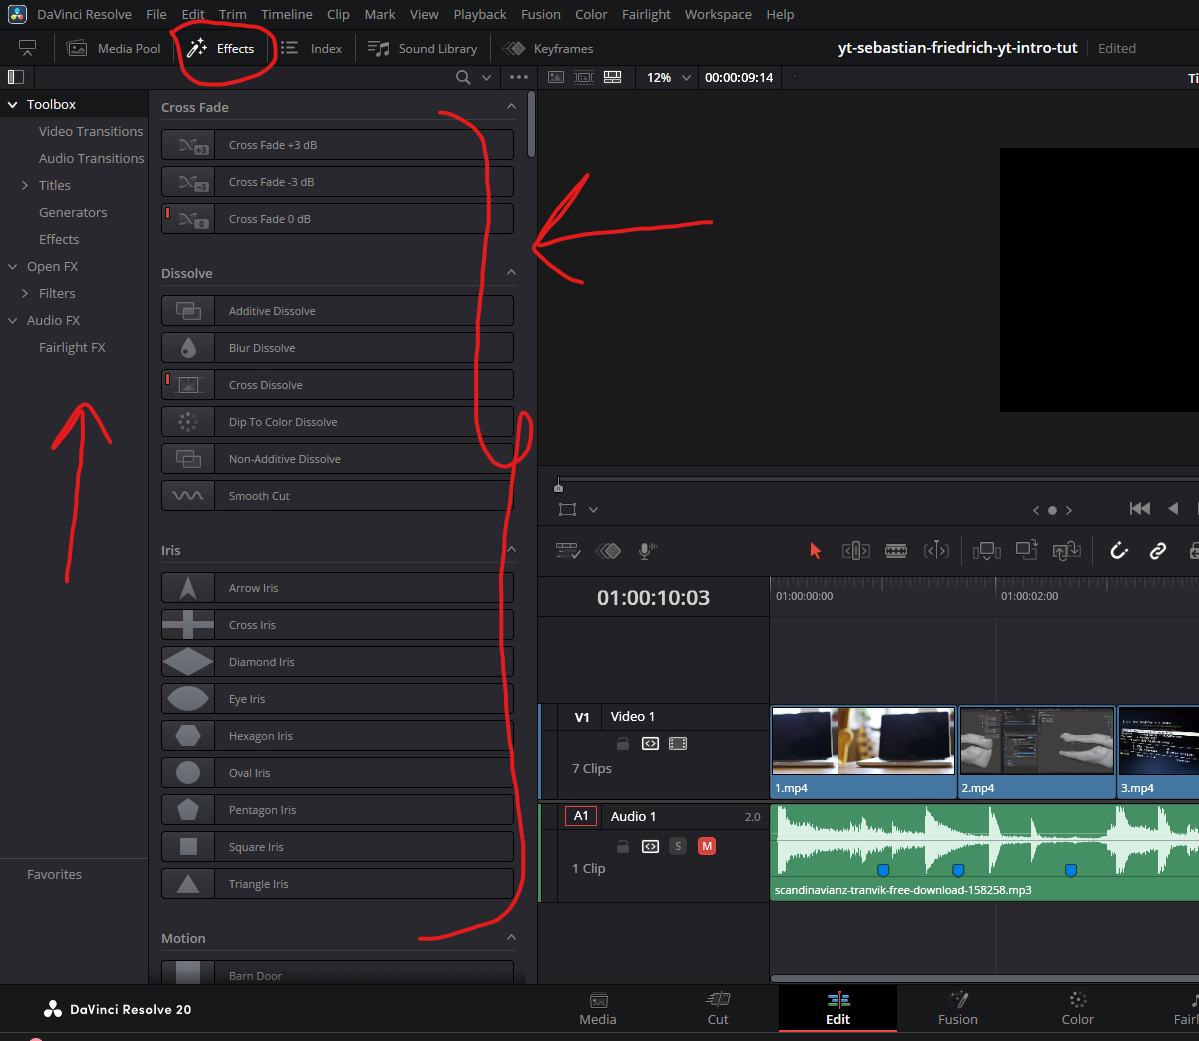 DaVinci Resolve File Edit Trim Timeline Clip Mark View Playback Fusion Color Fairlight Workspace Help
Media Pool Effects Index Sound Library Keyframes yt-sebastian-friedrich-yt-intro-tut Edited
12% 00:00:09:14 Ti
Toolbox
Video Transitions
Audio Transitions
Titles
Generators
Effects
Open FX
Filters
Audio FX
Fairlight FX
Favorites
Cross Fade
+3 Cross Fade +3 dB
-3 Cross Fade -3 dB
0 Cross Fade 0 dB
Dissolve
Additive Dissolve
Blur Dissolve
Cross Dissolve
Dip To Color Dissolve
Non-Additive Dissolve
Smooth Cut
Iris
Arrow Iris
Cross Iris
Diamond Iris
Eye Iris
Hexagon Iris
Oval Iris
Pentagon Iris
Square Iris
Triangle Iris
Motion
Barn Door
01:00:10:03 01:00:00:00 01:00:02:00
V1 Video 1
7 Clips
1.mp4 2.mp4 3.mp4
A1 Audio 1 2.0
S M
1 Clip
scandinavianz-tranvik-free-download-158258.mp3
DaVinci Resolve 20
Media Cut Edit Fusion Color Fairl